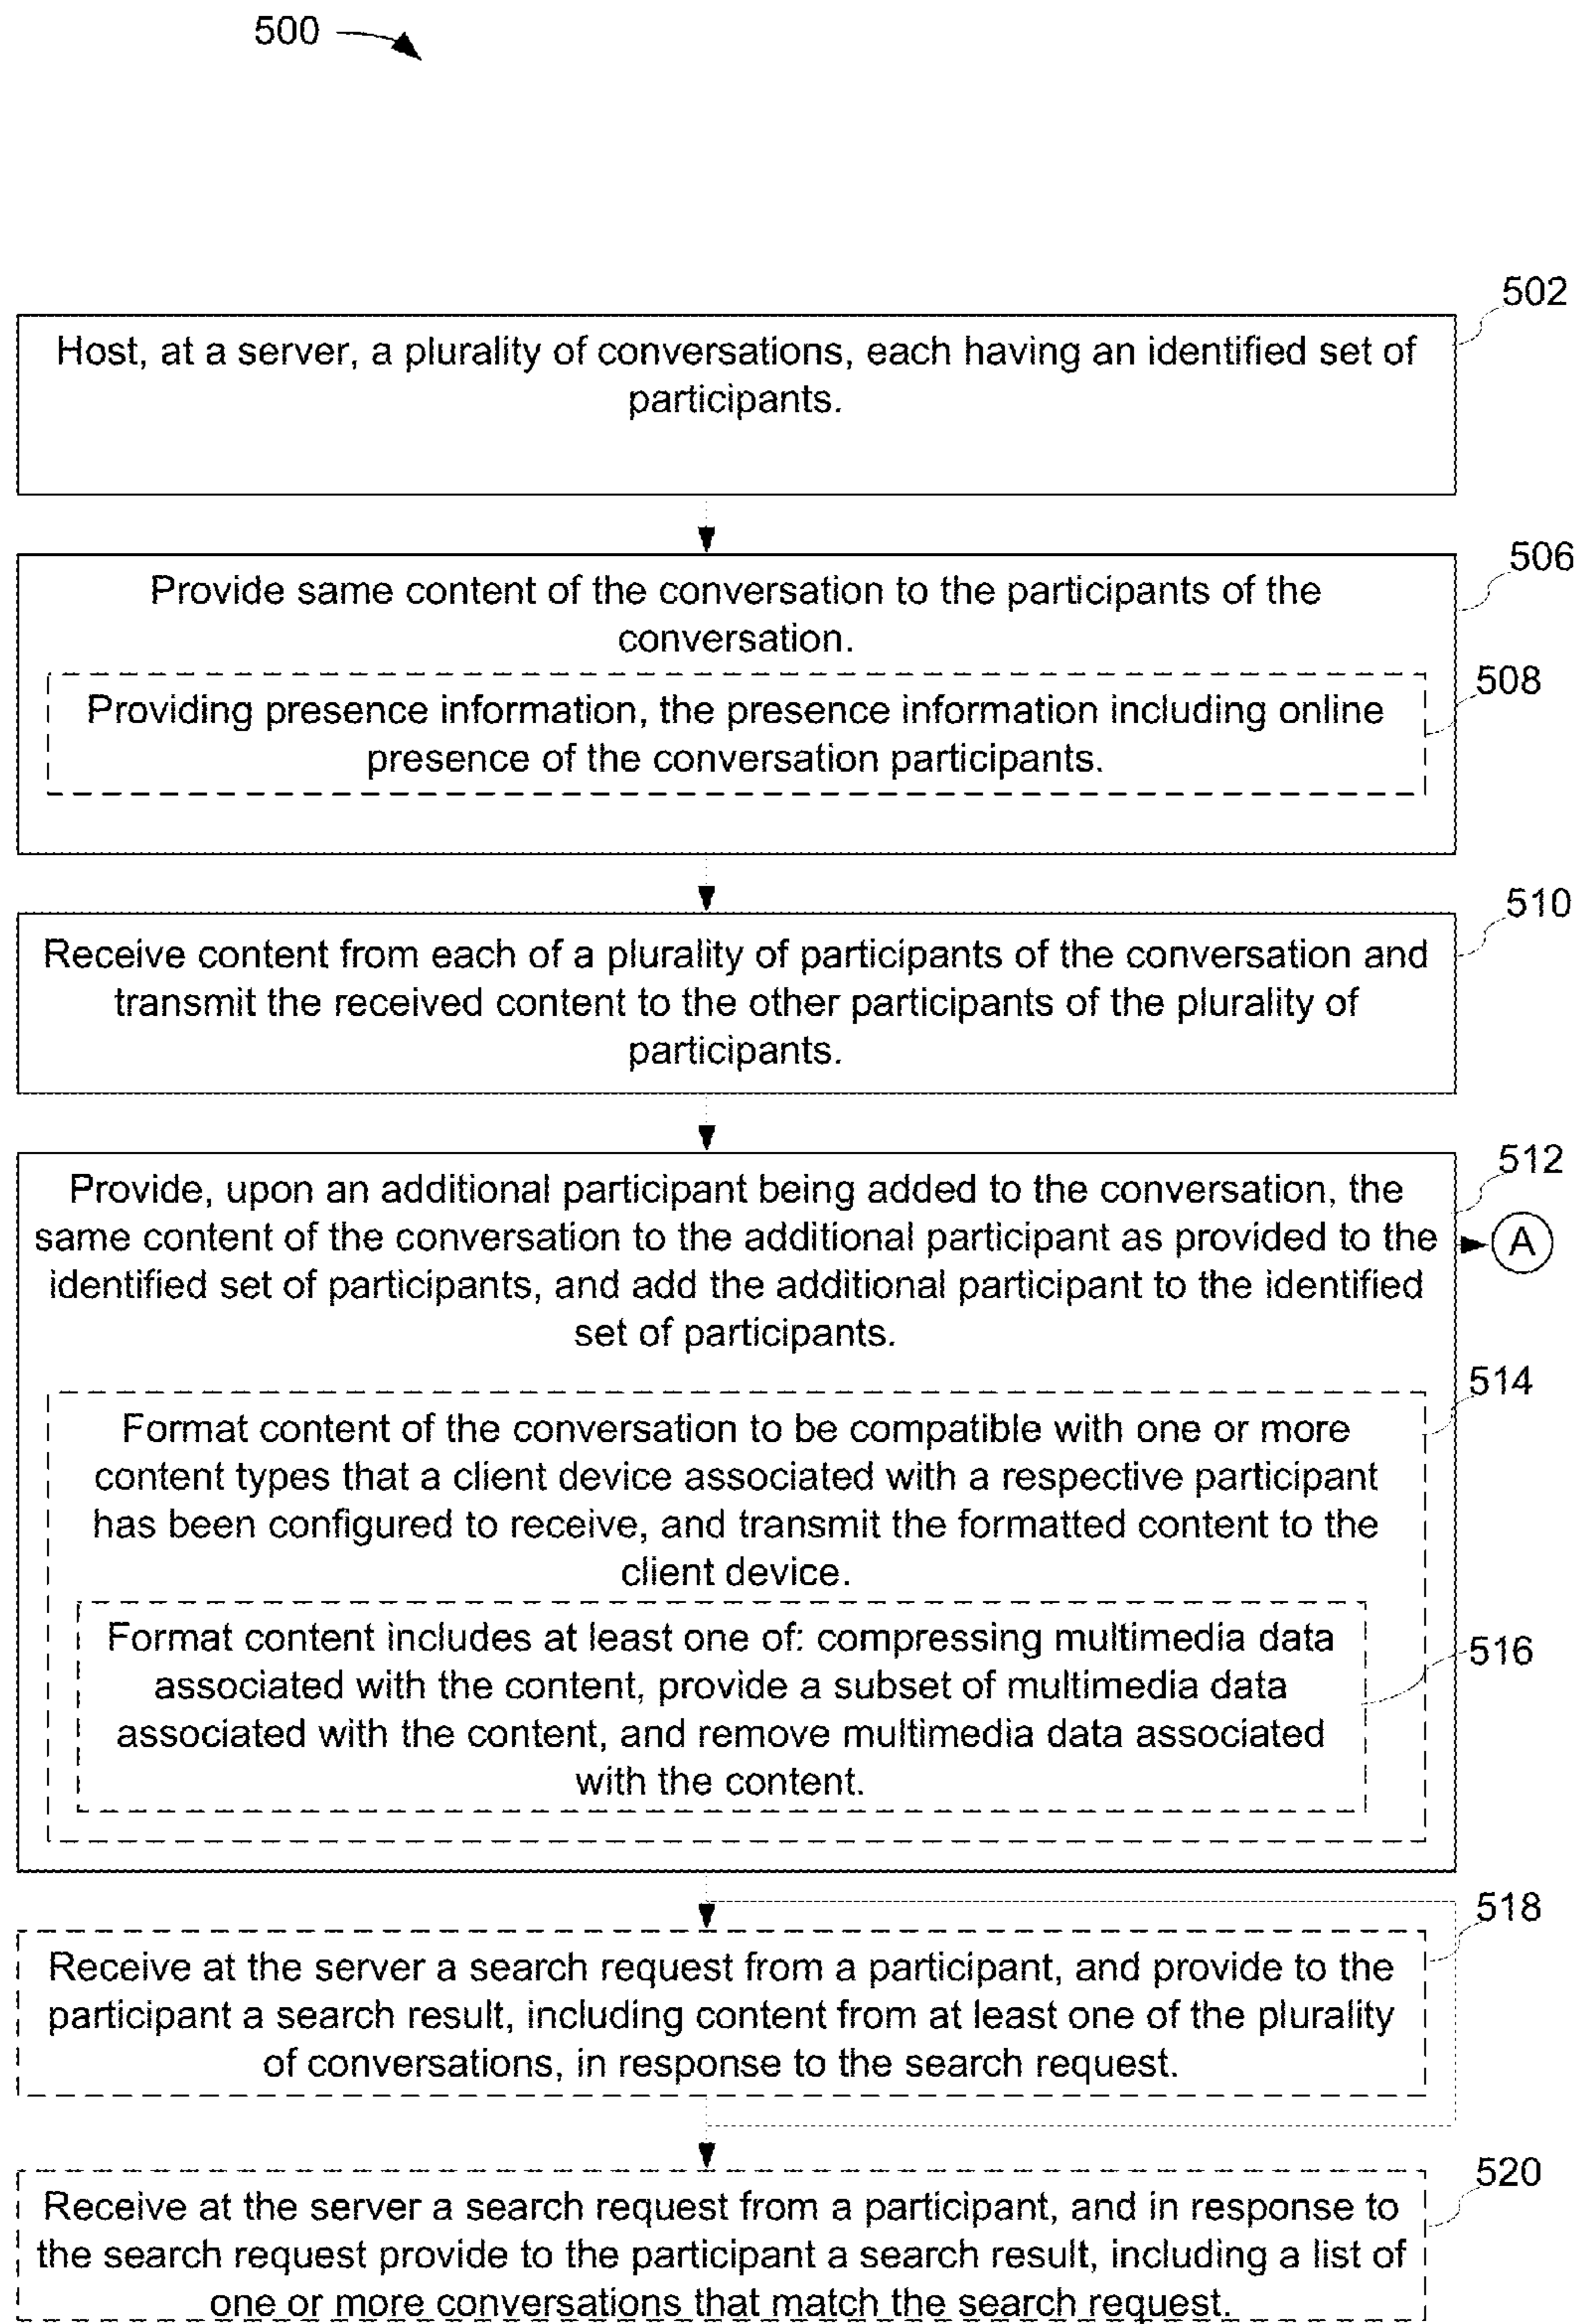 500
502
Host, at a server, a plurality of conversations, each having an identified set of
participants.
506
Provide same content of the conversation to the participants of the
conversation.
508
Providing presence information, the presence information including online
presence of the conversation participants.
510
Receive content from each of a plurality of participants of the conversation and
transmit the received content to the other participants of the plurality of
participants.
512
Provide, upon an additional participant being added to the conversation, the
same content of the conversation to the additional participant as provided to the
A
identified set of participants, and add the additional participant to the identified
set of participants.
514
Format content of the conversation to be compatible with one or more
content types that a client device associated with a respective participant
has been configured to receive, and transmit the formatted content to the
client device.
516
Format content includes at least one of: compressing multimedia data
associated with the content, provide a subset of multimedia data
associated with the content, and remove multimedia data associated
with the content.
518
Receive at the server a search request from a participant, and provide to the
participant a search result, including content from at least one of the plurality
of conversations, in response to the search request.
520
Receive at the server a search request from a participant, and in response to
the search request provide to the participant a search result, including a list of
one or more conversations that match the search request.